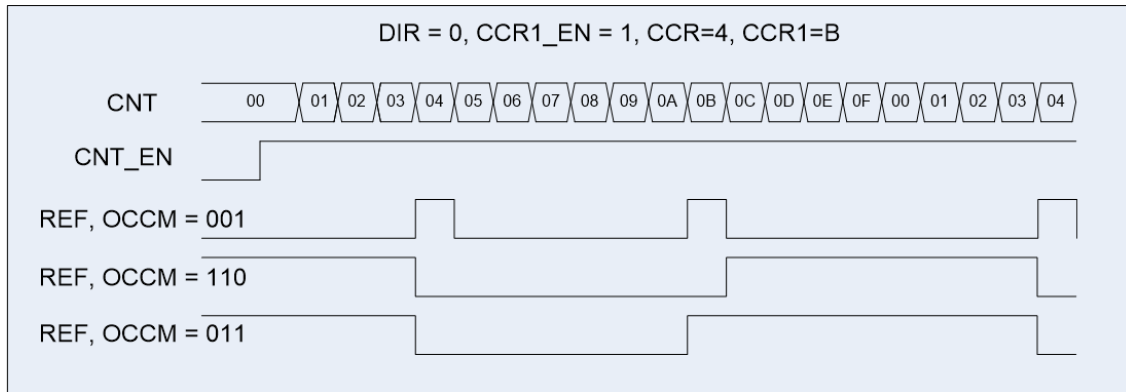 DIR = 0, CCR1_EN = 1, CCR=4, CCR1=B
CNT 00 01 02 03 04 05 06 07 08 09 0A 0B 0C 0D 0E 0F 00 01 02 03 04
CNT_EN
REF, OCCM = 001
REF, OCCM = 110
REF, OCCM = 011